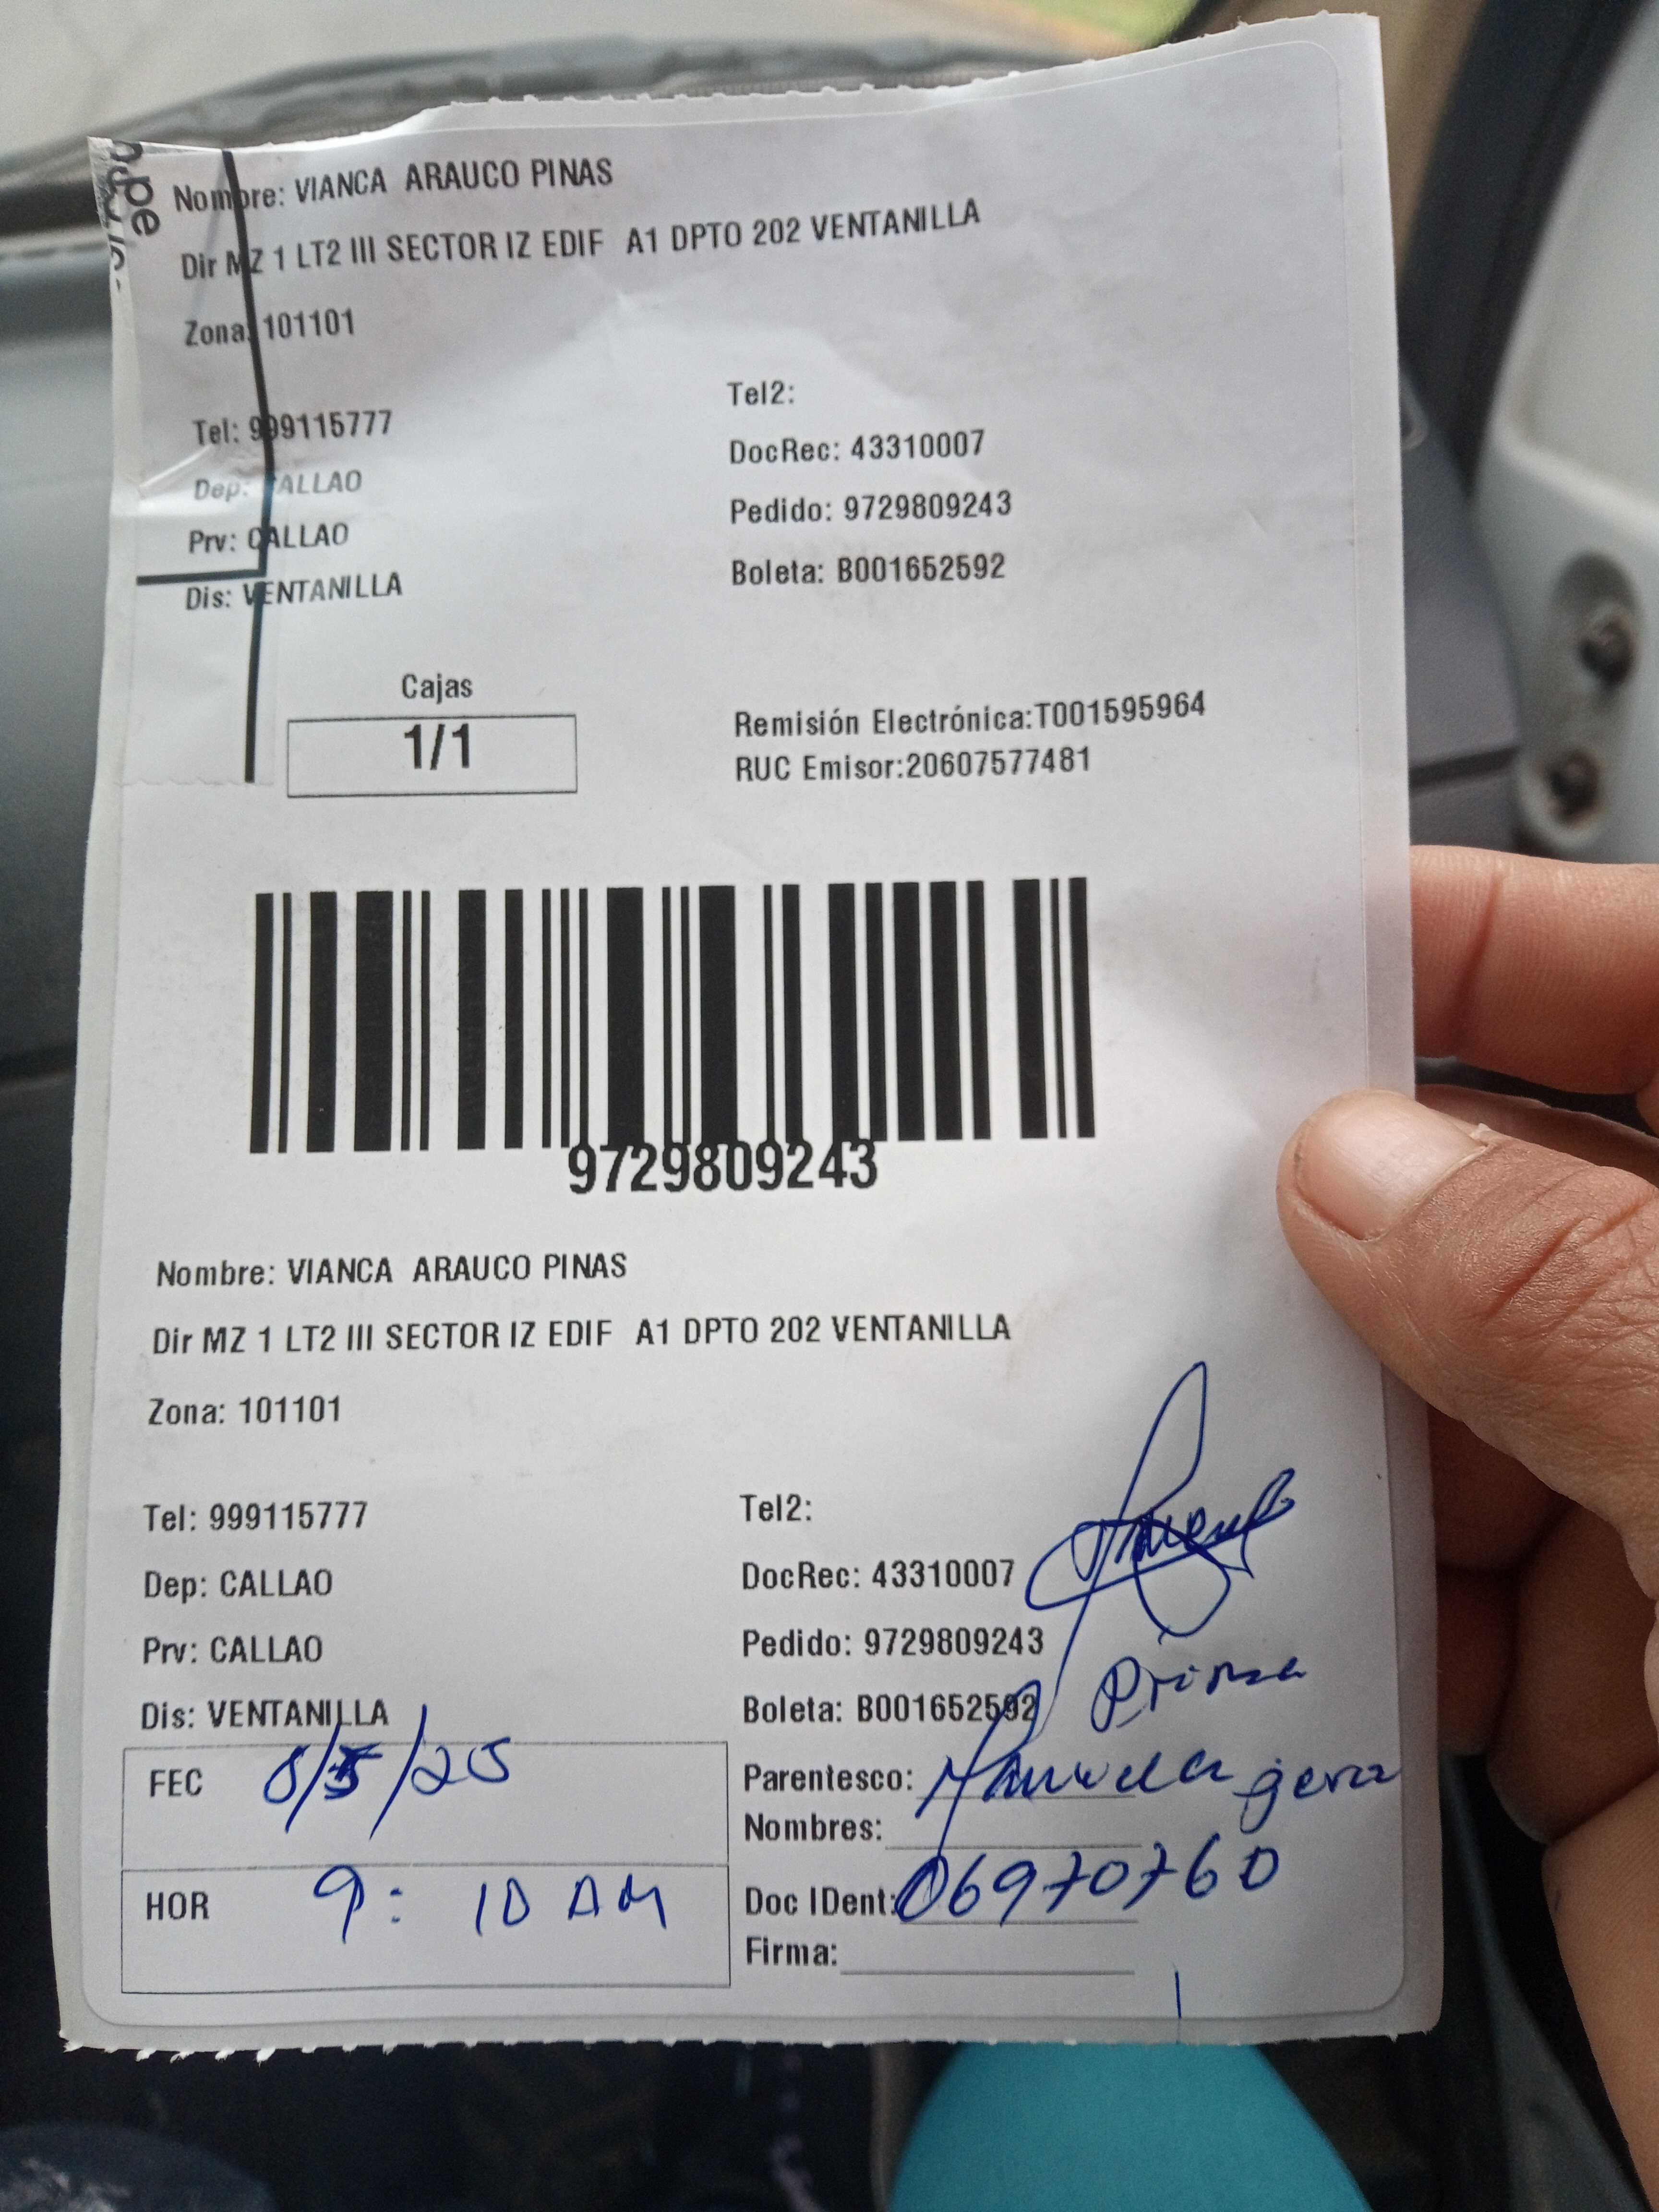 Nombre: VIANCA ARAUCO PINAS
Dir MZ 1 LT2 III SECTOR IZ EDIF A1 DPTO 202 VENTANILLA
Zona: 101101
Tel: 999115777
Dep: CALLAO
Prv: CALLAO
Dis: VENTANILLA
Tel2:
DocRec: 43310007
Pedido: 9729809243
Boleta: B001652592
Cajas
1/1
Remisión Electrónica:T001595964
RUC Emisor:20607577481
9729809243
Nombre: VIANCA ARAUCO PINAS
Dir MZ 1 LT2 III SECTOR IZ EDIF A1 DPTO 202 VENTANILLA
Zona: 101101
Tel: 999115777
Dep: CALLAO
Prv: CALLAO
Dis: VENTANILLA
Tel2:
DocRec: 43310007
Pedido: 9729809243
Boleta: B001652592
Prima
FEC 8/5/25
HOR 9:10 AM
Parentesco: Manuela
Nombres:
Doc IDent: 06970760
Firma: